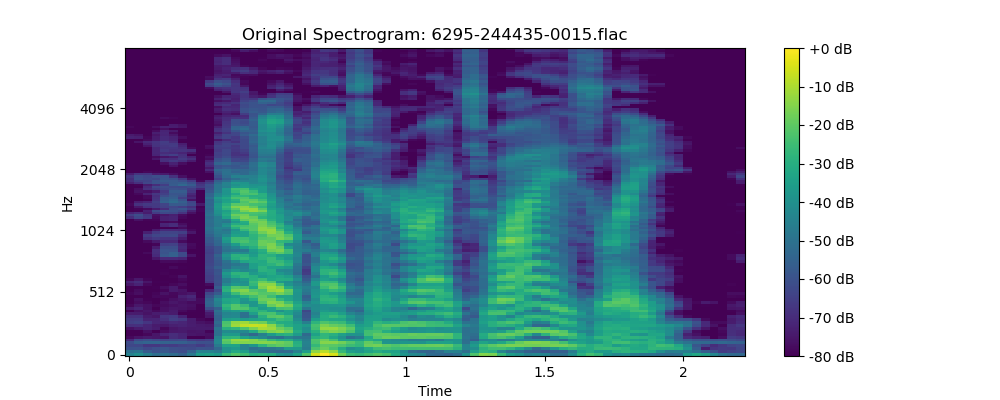 Original Spectrogram: 6295-244435-0015.flac
Hz
4096
2048
1024
512
0
0
0.5
1
1.5
2
Time
+0 dB
-10 dB
-20 dB
-30 dB
-40 dB
-50 dB
-60 dB
-70 dB
-80 dB